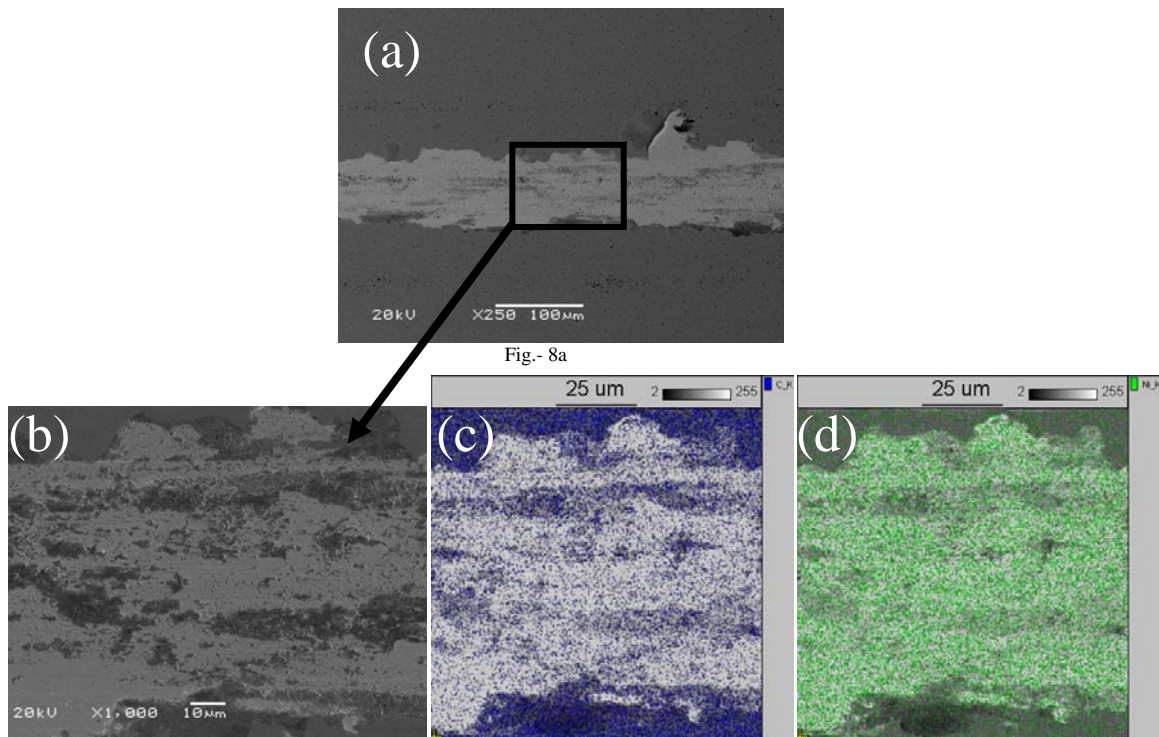 (a)
20kV X250 100µm
Fig.- 8a
25 um 2 255 C_K
25 um 2 255 Ni_K
(b)
(c)
(d)
20kV X1,000 10µm